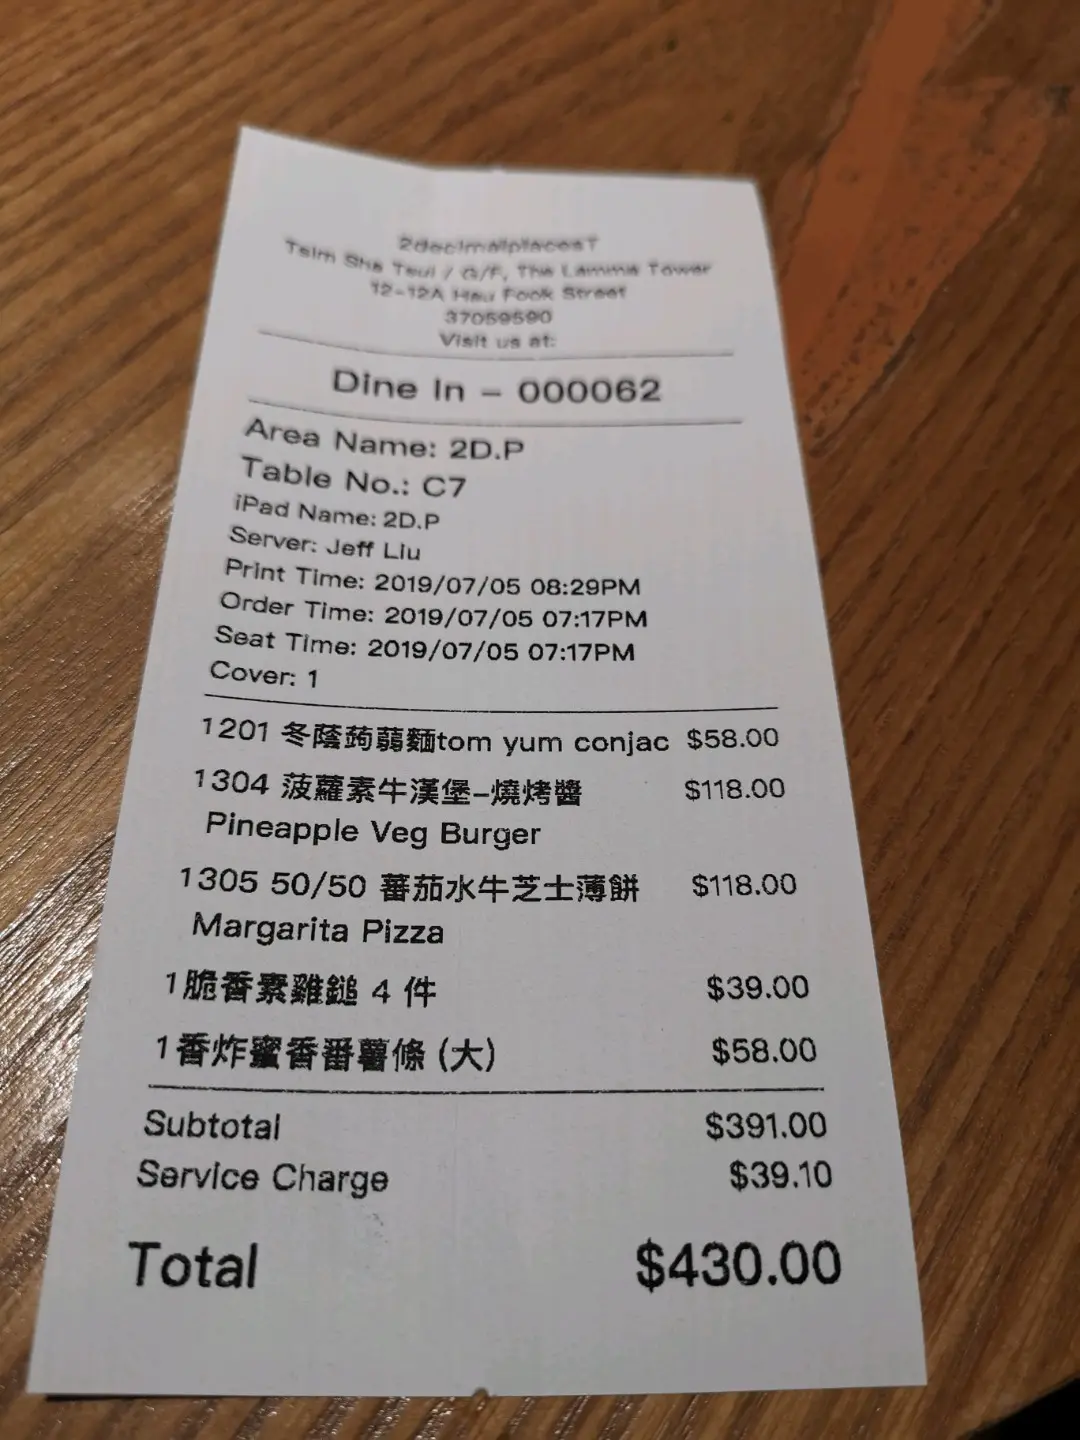 2decimalplacesT
Tsim Sha Tsui / G/F, The Lamma Tower
12-12A Hau Fook Street
37059590
Visit us at:
Dine In - 000062
Area Name: 2D.P
Table No.: C7
iPad Name: 2D.P
Server: Jeff Liu
Print Time: 2019/07/05 08:29PM
Order Time: 2019/07/05 07:17PM
Seat Time: 2019/07/05 07:17PM
Cover: 1
1201 冬蔭蒟蒻麵tom yum conjac $58.00
1304 菠蘿素牛漢堡-燒烤醬 $118.00
Pineapple Veg Burger
1305 50/50 蕃茄水牛芝士薄餅 $118.00
Margarita Pizza
1脆香素雞鎚 4 件 $39.00
1香炸蜜香番薯條 (大) $58.00
Subtotal $391.00
Service Charge $39.10
Total $430.00